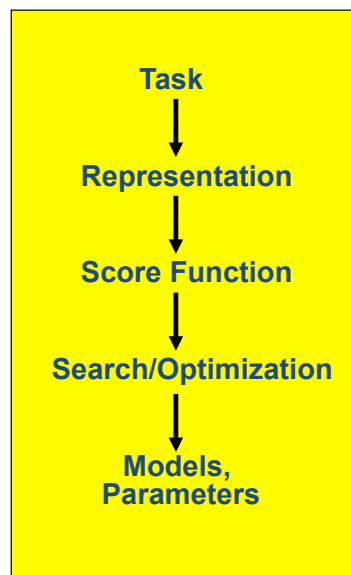 Task
Representation
Score Function
Search/Optimization
Models,
Parameters